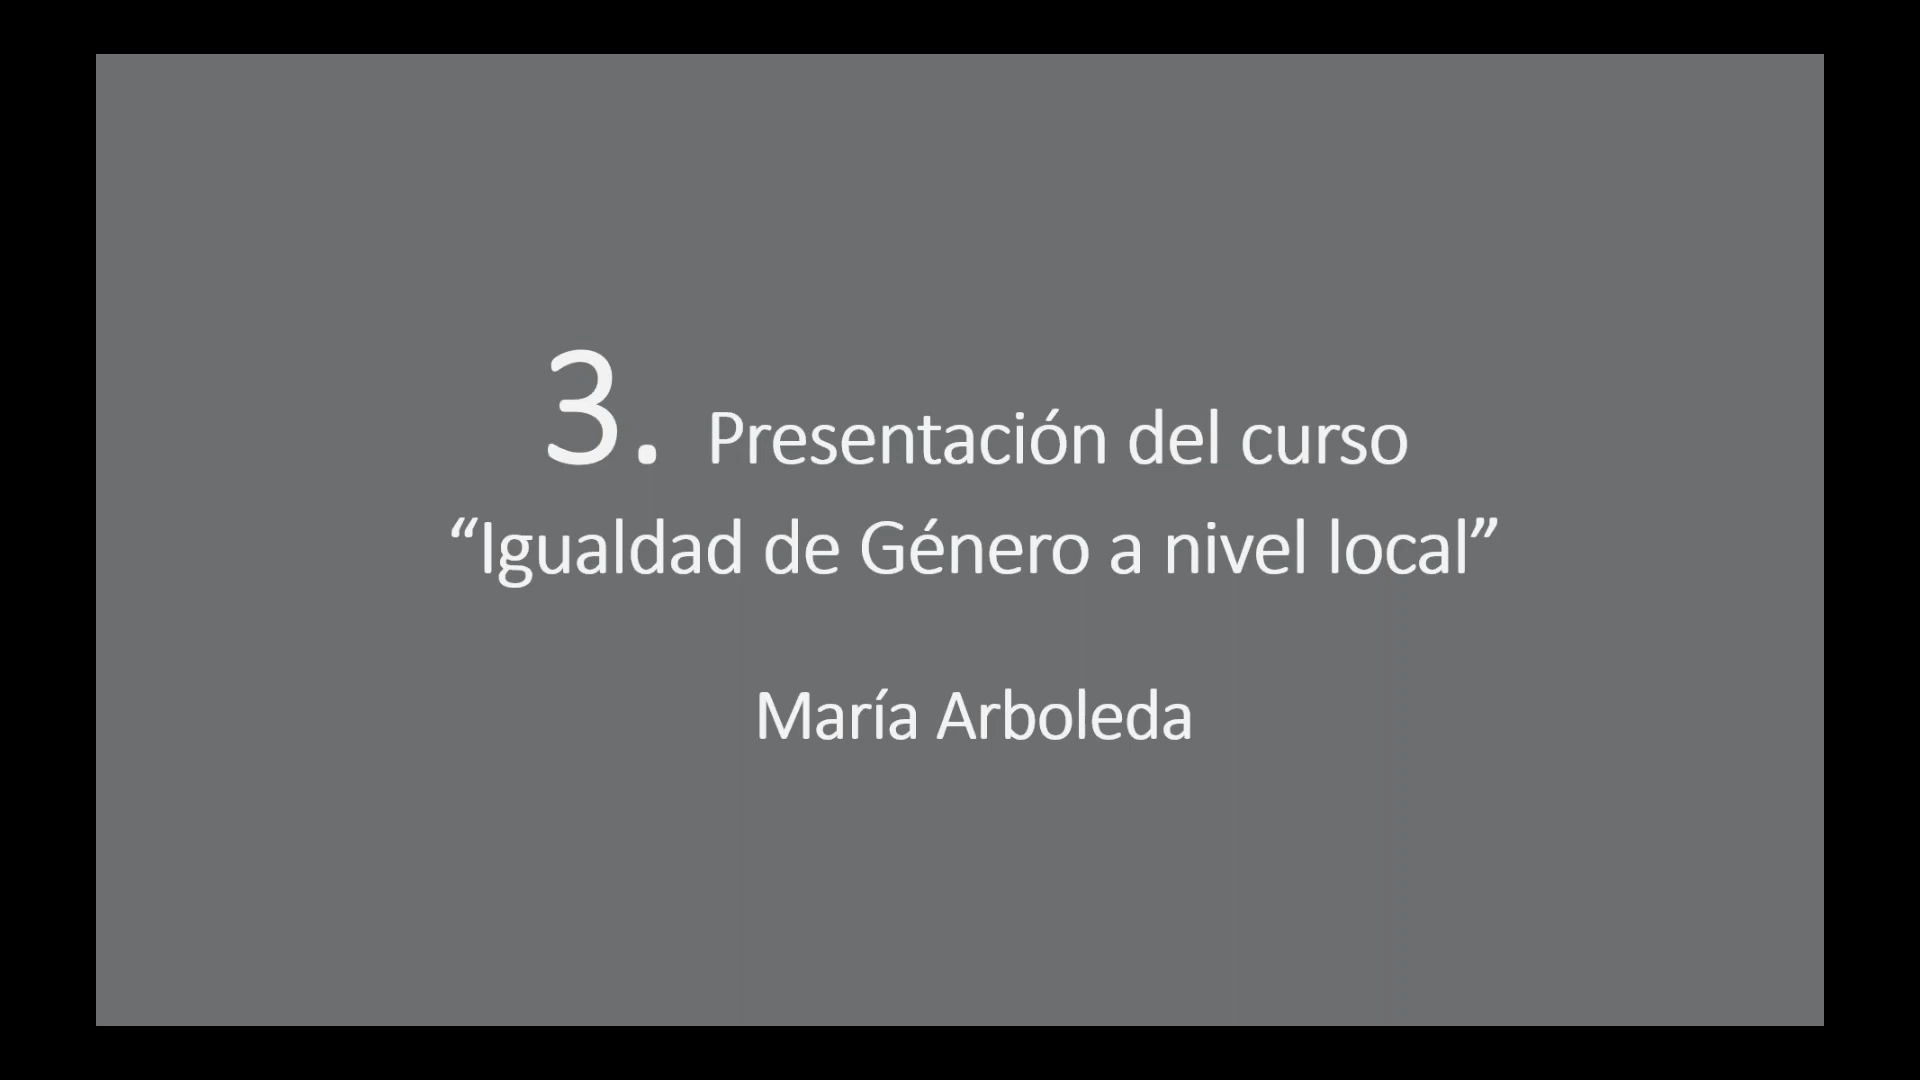 3. Presentación del curso
“Igualdad de Género a nivel local”
María Arboleda